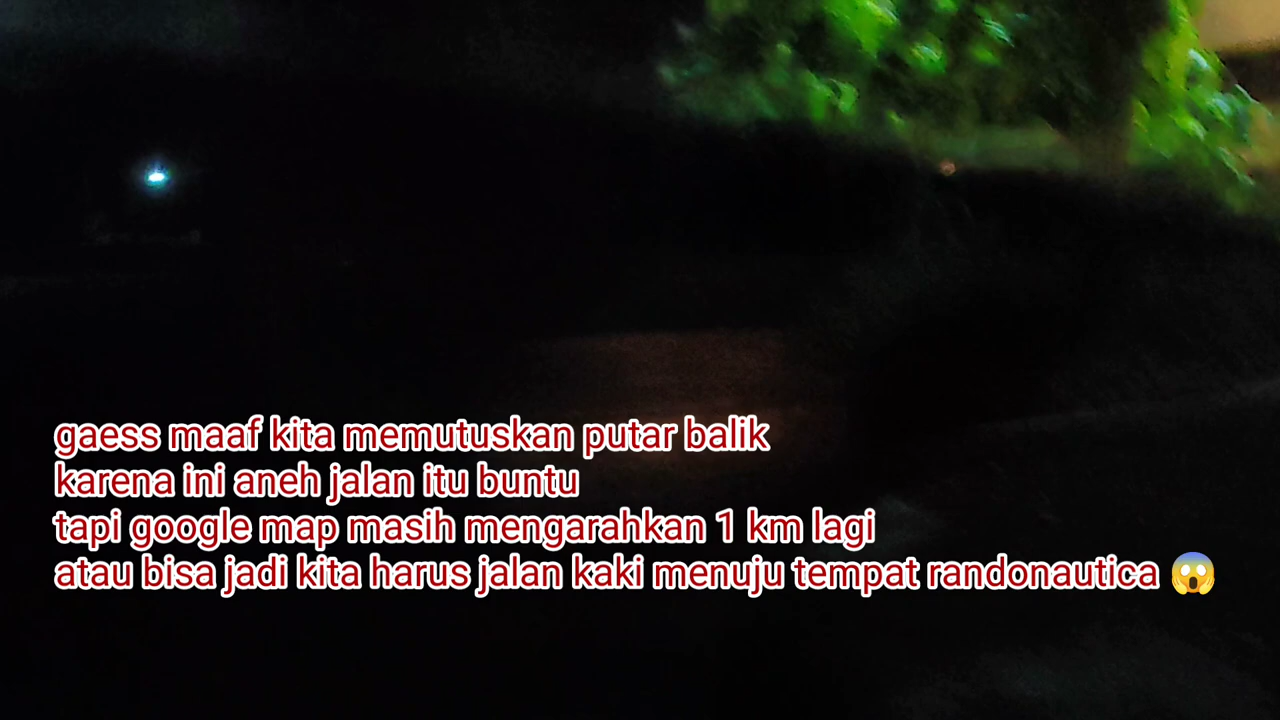 gaess maaf kita memutuskan putar balik
karena ini aneh jalan itu buntu
tapi google map masih mengarahkan 1 km lagi
atau bisa jadi kita harus jalan kaki menuju tempat randonautica 😱